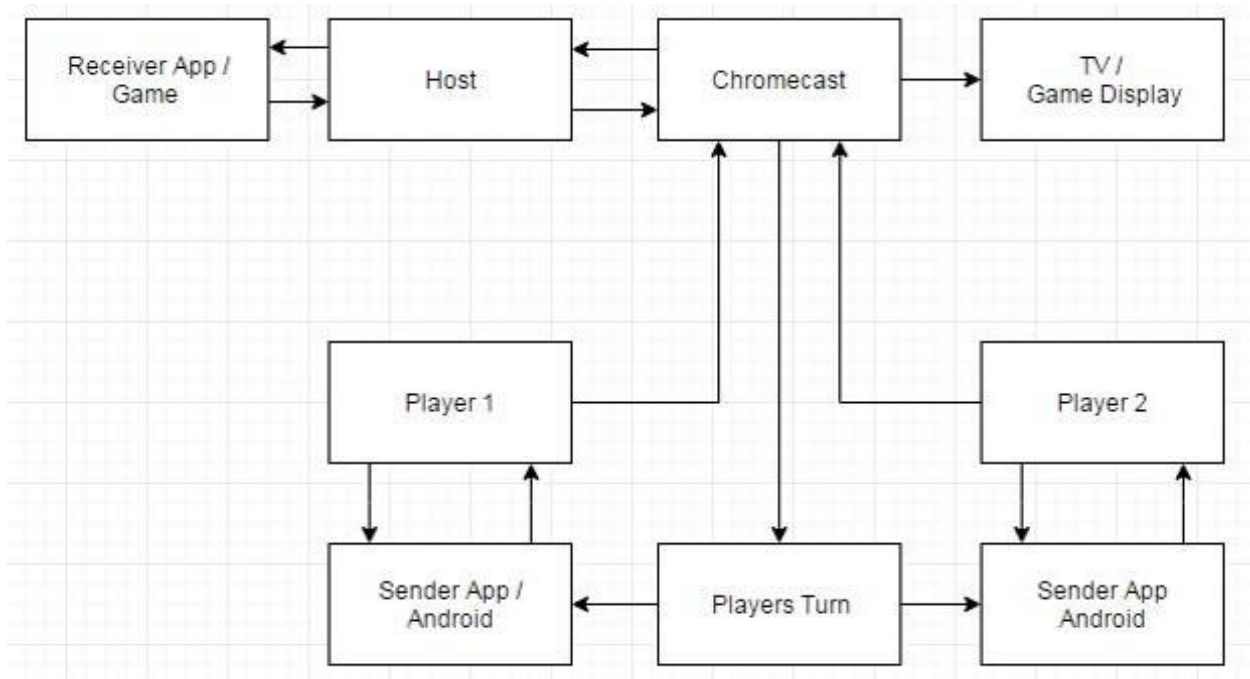 Receiver App /
Game
Host
Chromecast
TV /
Game Display
Player 1
Player 2
Sender App /
Android
Players Turn
Sender App
Android